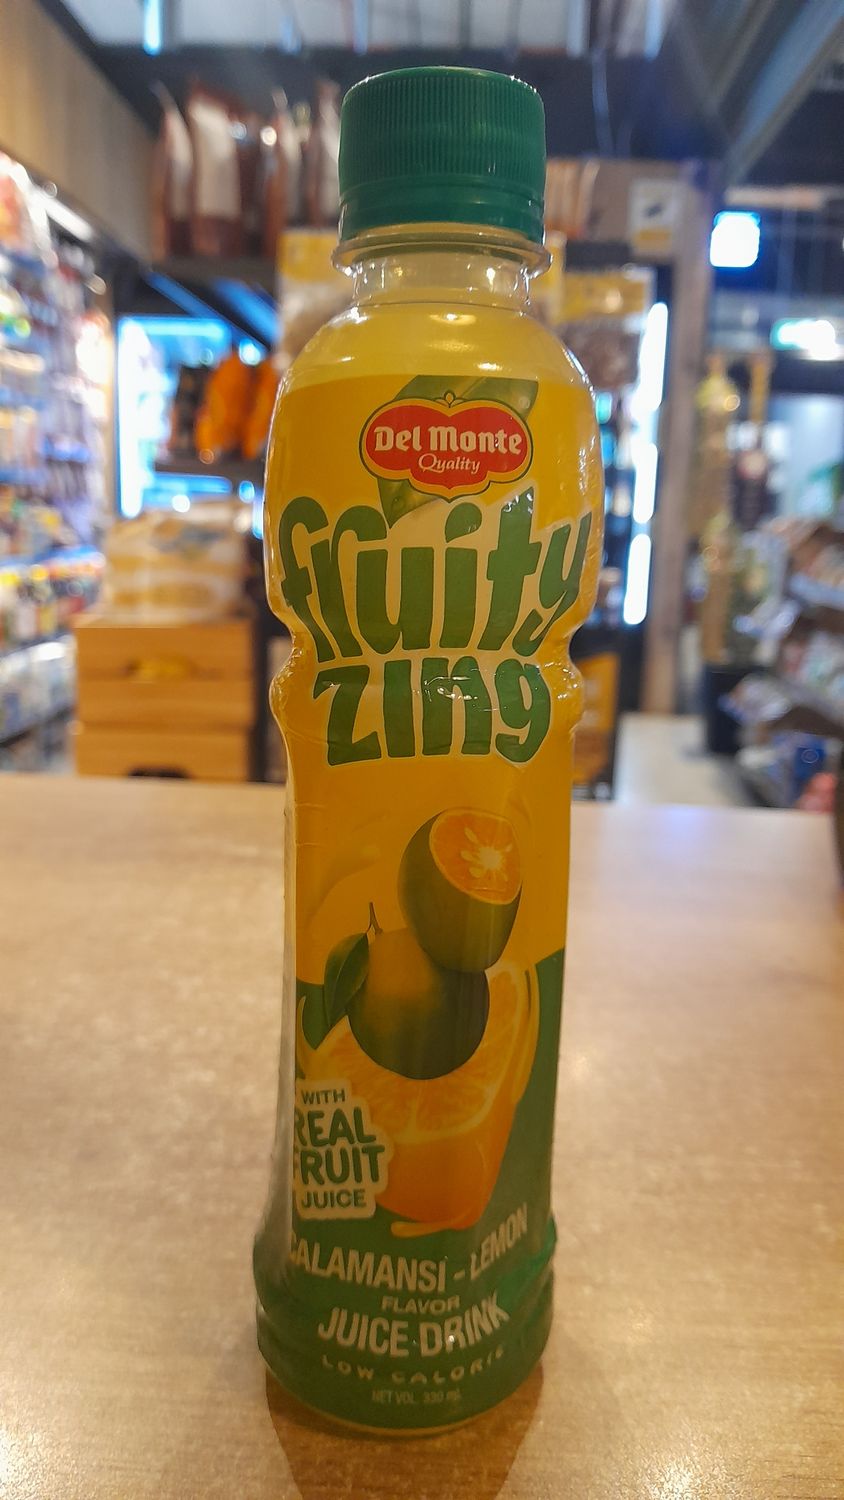 Del Monte
Quality
fruity
zing
WITH
REAL
FRUIT
JUICE
CALAMANSI - LEMON
FLAVOR
JUICE DRINK
LOW CALORIE
NET VOL. 330 mL